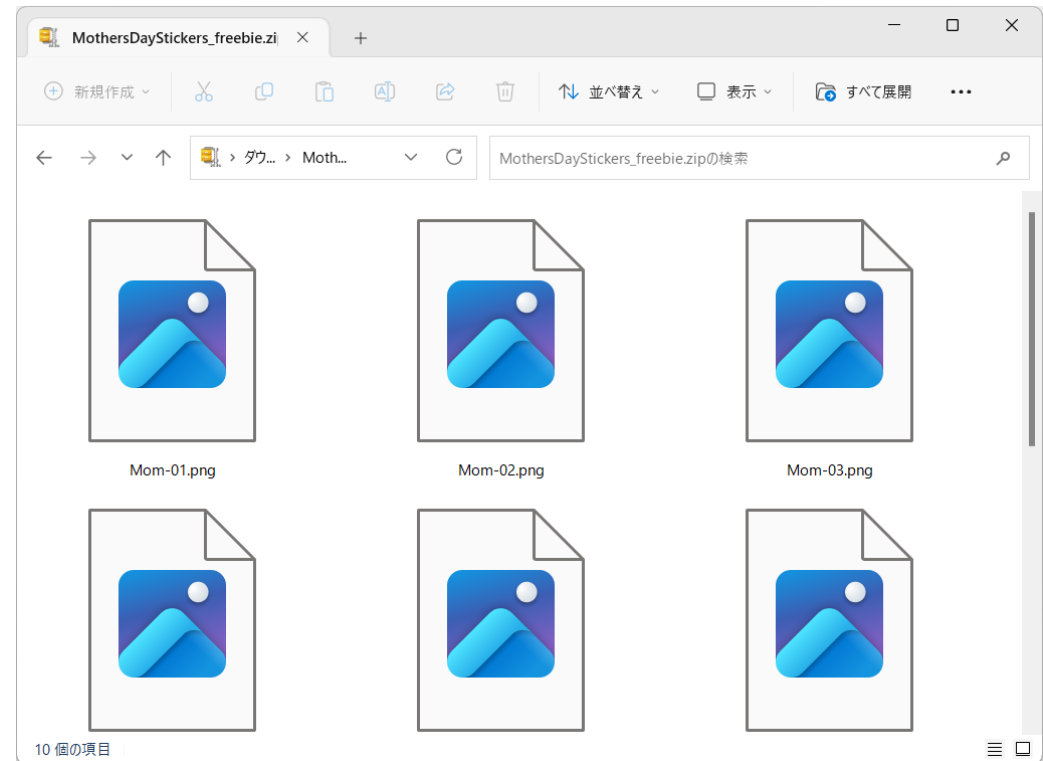 MothersDayStickers_freebie.zi
新規作成
並べ替え
表示
すべて展開
ダウ... Moth...
MothersDayStickers_freebie.zipの検索
Mom-01.png
Mom-02.png
Mom-03.png
10 個の項目